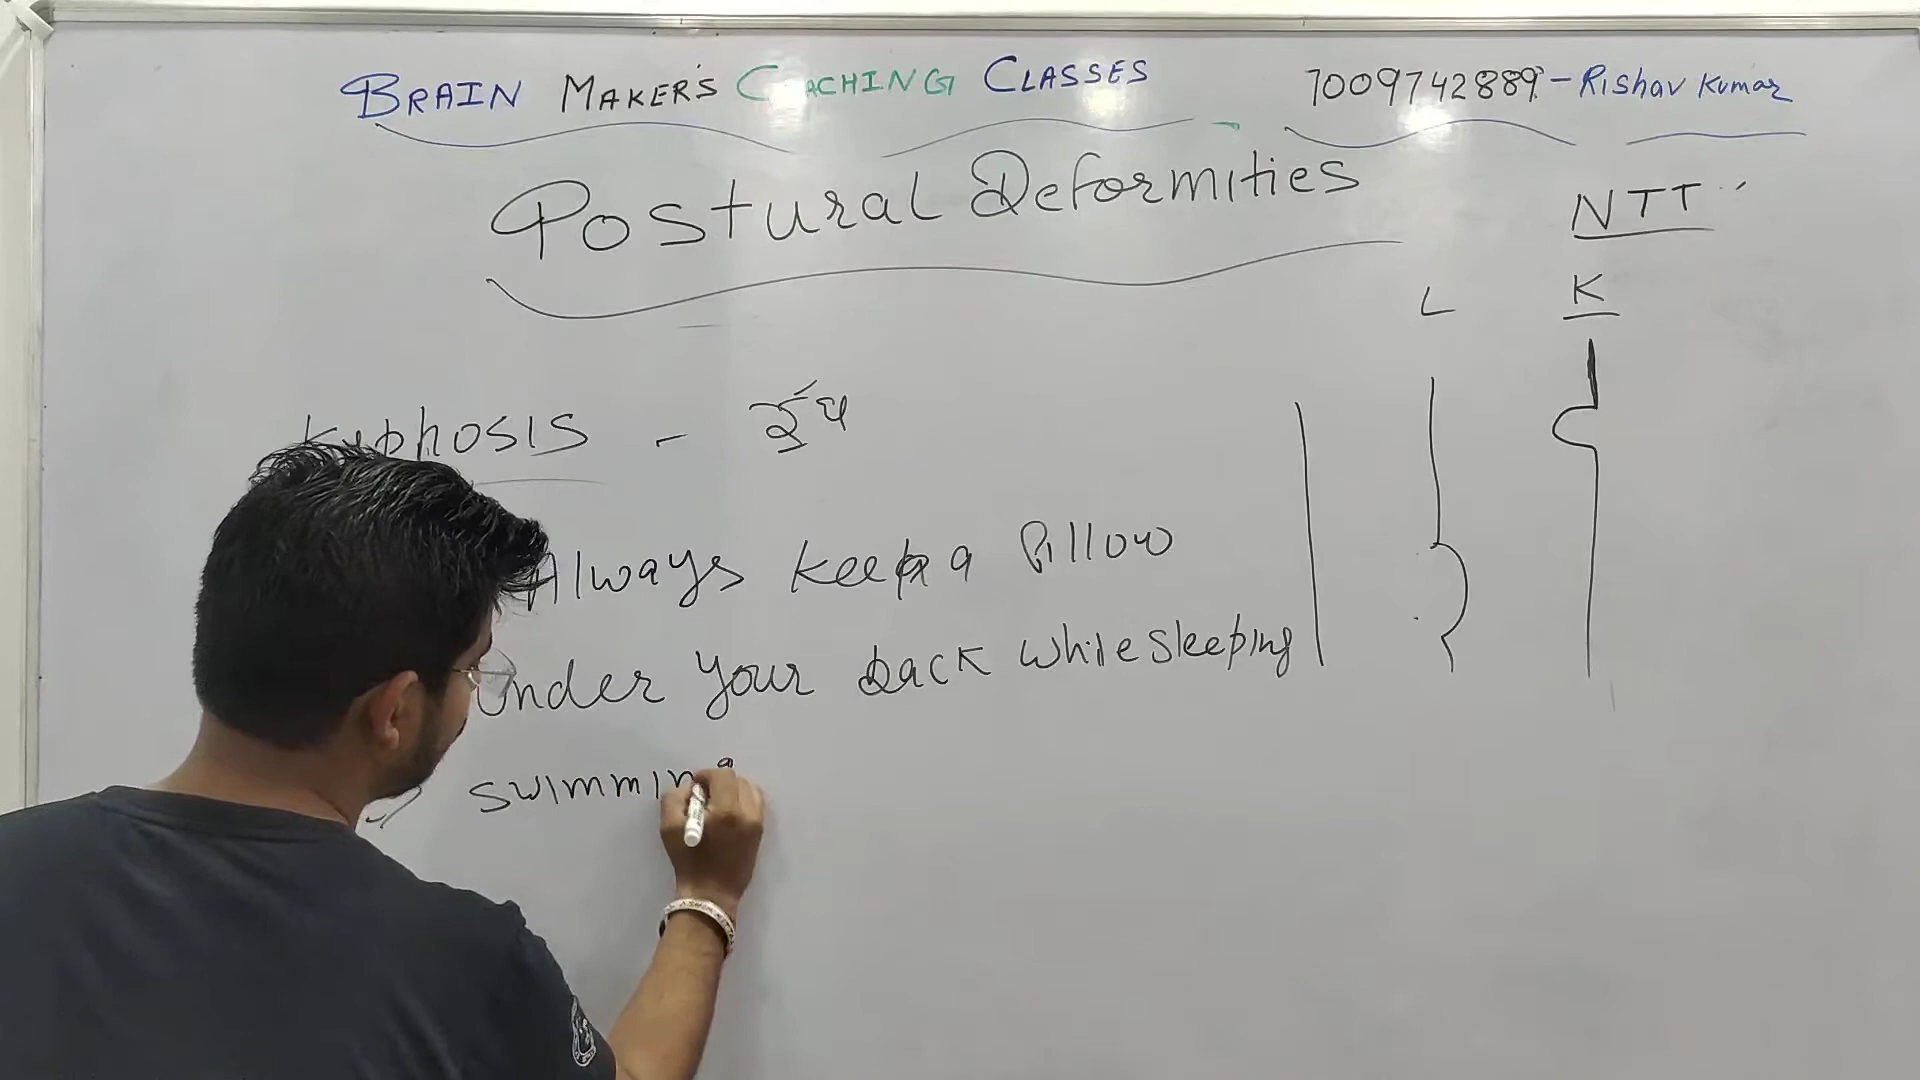 BRAIN MAKER'S COACHING CLASSES 7009742889 - Rishav Kumar
Postural Deformities
NTT
L K
Kyphosis -
Always keep a Pillow
Under your back while sleeping
swimming